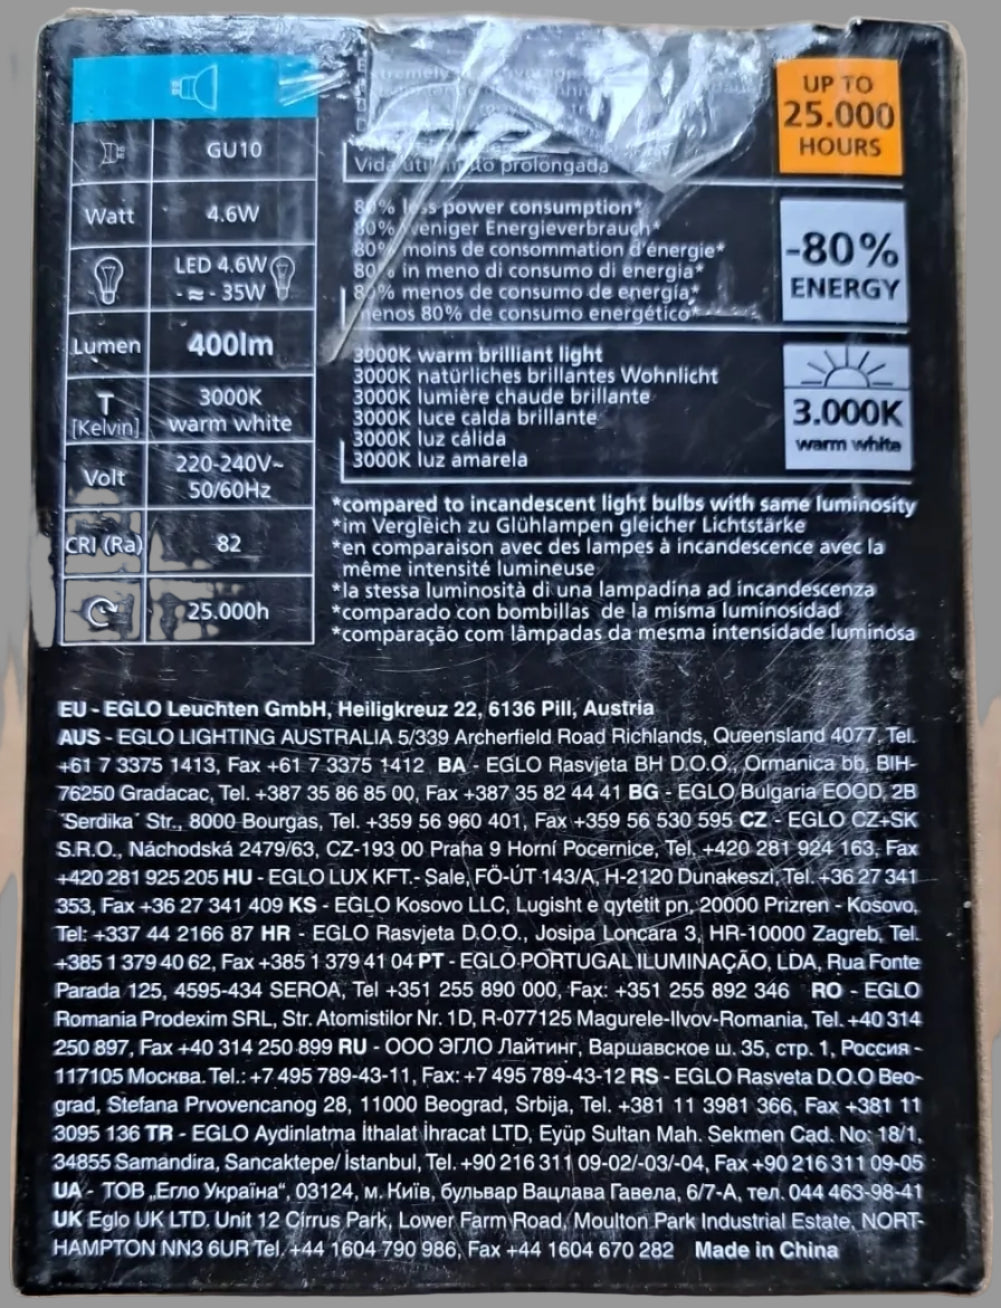 GU10
Watt 4.6W
LED 4.6W
- ≈ - 35W
Lumen 400lm
T
[Kelvin]
3000K
warm white
Volt
220-240V~
50/60Hz
CRI (Ra) 82
25.000h
Vida prolongada
UP TO
25.000
HOURS
80% less power consumption*
80% weniger Energieverbrauch*
80% moins de consommation d'énergie*
80% in meno di consumo di energia*
80% menos de consumo de energía*
menos 80% de consumo energético*
-80%
ENERGY
3000K warm brilliant light
3000K natürliches brillantes Wohnlicht
3000K lumière chaude brillante
3000K luce calda brillante
3000K luz cálida
3000K luz amarela
3.000K
warm white
*compared to incandescent light bulbs with same luminosity
*im Vergleich zu Glühlampen gleicher Lichtstärke
*en comparaison avec des lampes à incandescence avec la
même intensité lumineuse
*la stessa luminosità di una lampadina ad incandescenza
*comparado con bombillas de la misma luminosidad
*comparação com lâmpadas da mesma intensidade luminosa
EU - EGLO Leuchten GmbH, Heiligkreuz 22, 6136 Pill, Austria
AUS - EGLO LIGHTING AUSTRALIA 5/339 Archerfield Road Richlands, Queensland 4077, Tel.
+61 7 3375 1413, Fax +61 7 3375 1412 BA - EGLO Rasvjeta BH D.O.O., Ormanica bb, BIH-
76250 Gradacac, Tel. +387 35 86 85 00, Fax +387 35 82 44 41 BG - EGLO Bulgaria EOOD, 2B
"Serdika" Str., 8000 Bourgas, Tel. +359 56 960 401, Fax +359 56 530 595 CZ - EGLO CZ+SK
S.R.O., Náchodská 2479/63, CZ-193 00 Praha 9 Horní Pocernice, Tel. +420 281 924 163, Fax
+420 281 925 205 HU - EGLO LUX KFT.- Sale, FÖ-ÚT 143/A, H-2120 Dunakeszi, Tel. +36 27 341
353, Fax +36 27 341 409 KS - EGLO Kosovo LLC, Lugisht e qytetit pn, 20000 Prizren - Kosovo,
Tel: +337 44 2166 87 HR - EGLO Rasvjeta D.O.O., Josipa Loncara 3, HR-10000 Zagreb, Tel.
+385 1 379 40 62, Fax +385 1 379 41 04 PT - EGLO PORTUGAL ILUMINAÇÃO, LDA, Rua Fonte
Parada 125, 4595-434 SEROA, Tel +351 255 890 000, Fax: +351 255 892 346 RO - EGLO
Romania Prodexim SRL, Str. Atomistilor Nr. 1D, R-077125 Magurele-Ilvov-Romania, Tel. +40 314
250 897, Fax +40 314 250 899 RU - ООО ЭГЛО Лайтинг, Варшавское ш. 35, стр. 1, Россия -
117105 Москва. Tel.: +7 495 789-43-11, Fax: +7 495 789-43-12 RS - EGLO Rasveta D.O.O Beo-
grad, Stefana Prvovencanog 28, 11000 Beograd, Srbija, Tel. +381 11 3981 366, Fax +381 11
3095 136 TR - EGLO Aydinlatma İthalat İhracat LTD, Eyüp Sultan Mah. Sekmen Cad. No: 18/1,
34855 Samandira, Sancaktepe/ İstanbul, Tel. +90 216 311 09-02/-03/-04, Fax +90 216 311 09-05
UA - ТОВ „Егло Україна“, 03124, м. Київ, бульвар Вацлава Гавела, 6/7-А, тел. 044 463-98-41
UK Eglo UK LTD. Unit 12 Cirrus Park, Lower Farm Road, Moulton Park Industrial Estate, NORT-
HAMPTON NN3 6UR Tel. +44 1604 790 986, Fax +44 1604 670 282 Made in China